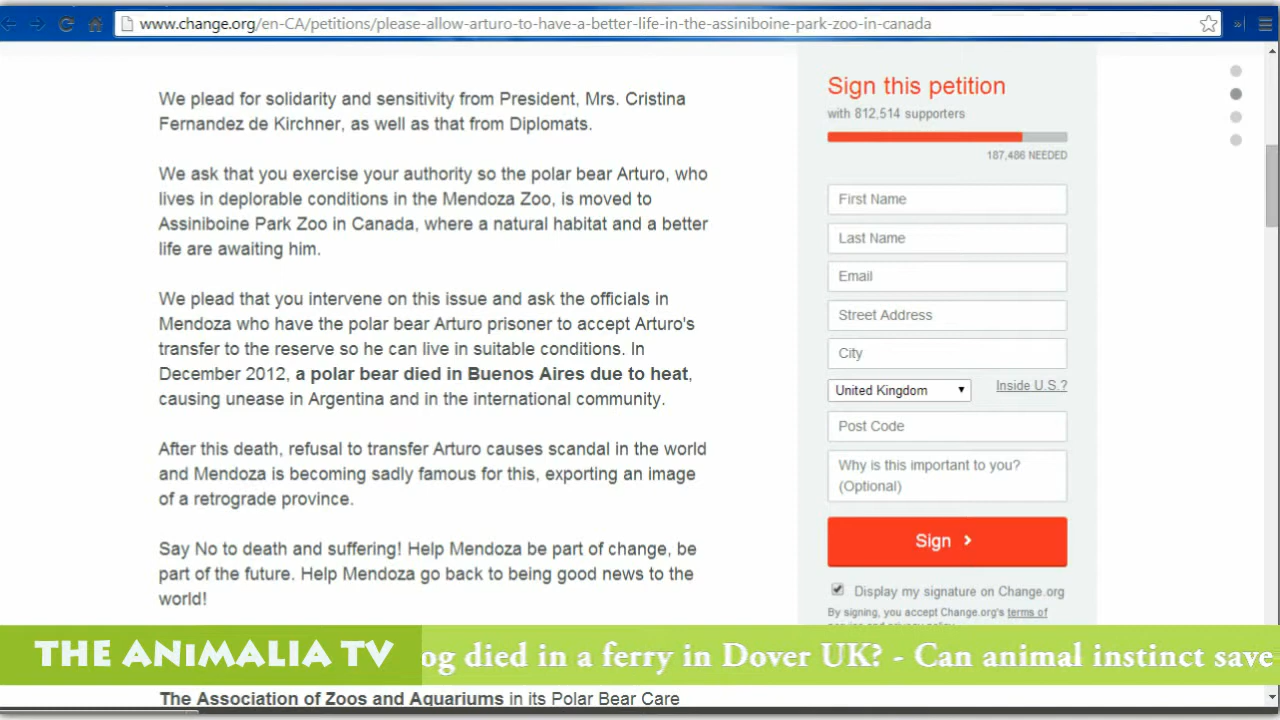 www.change.org/en-CA/petitions/please-allow-arturo-to-have-a-better-life-in-the-assiniboine-park-zoo-in-canada
We plead for solidarity and sensitivity from President, Mrs. Cristina
Fernandez de Kirchner, as well as that from Diplomats.
We ask that you exercise your authority so the polar bear Arturo, who
lives in deplorable conditions in the Mendoza Zoo, is moved to
Assiniboine Park Zoo in Canada, where a natural habitat and a better
life are awaiting him.
We plead that you intervene on this issue and ask the officials in
Mendoza who have the polar bear Arturo prisoner to accept Arturo's
transfer to the reserve so he can live in suitable conditions. In
December 2012, a polar bear died in Buenos Aires due to heat,
causing unease in Argentina and in the international community.
After this death, refusal to transfer Arturo causes scandal in the world
and Mendoza is becoming sadly famous for this, exporting an image
of a retrograde province.
Say No to death and suffering! Help Mendoza be part of change, be
part of the future. Help Mendoza go back to being good news to the
world!
The Association of Zoos and Aquariums in its Polar Bear Care
Sign this petition
with 812,514 supporters
187,486 NEEDED
First Name
Last Name
Email
Street Address
City
United Kingdom
Inside U.S.?
Post Code
Why is this important to you?
(Optional)
Sign >
Display my signature on Change.org
By signing, you accept Change.org's terms of
THE ANIMALIA TV
og died in a ferry in Dover UK? - Can animal instinct save